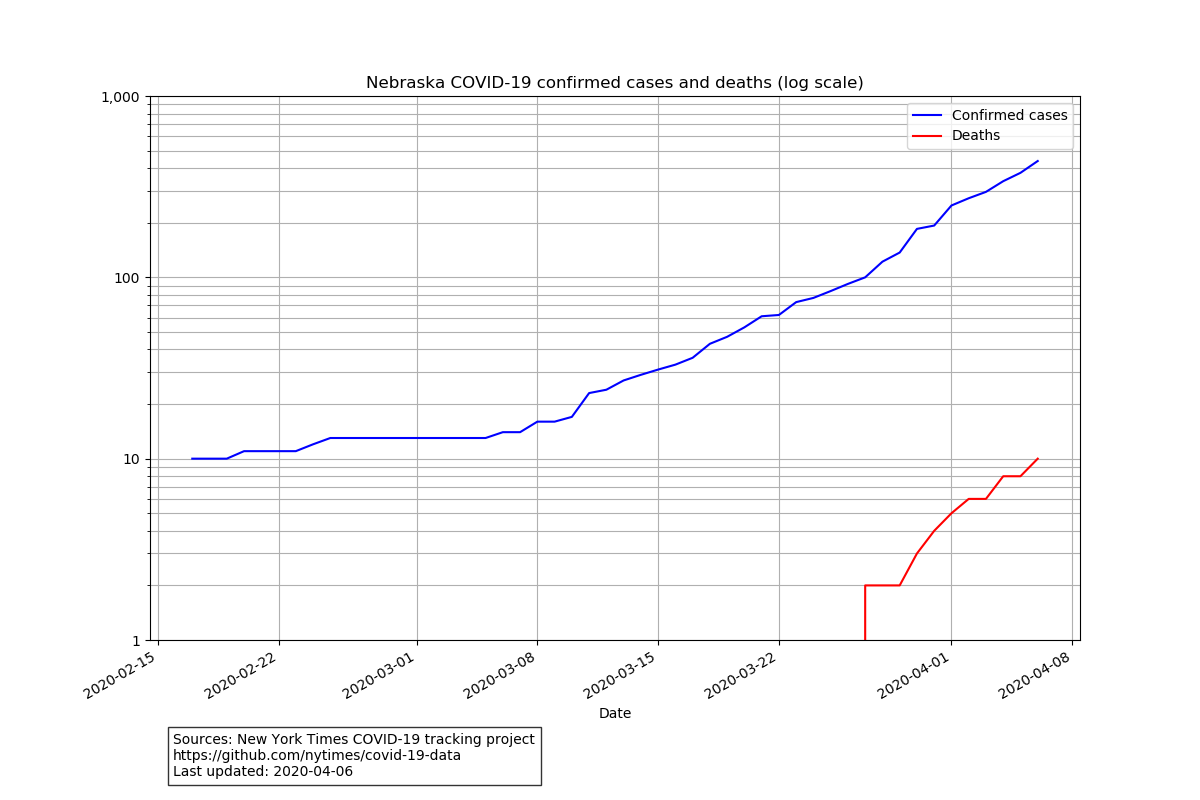 Nebraska COVID-19 confirmed cases and deaths (log scale)
1,000
100
10
1
Confirmed cases
Deaths
2020-02-15
2020-02-22
2020-03-01
2020-03-08
2020-03-15
2020-03-22
2020-04-01
2020-04-08
Date
Sources: New York Times COVID-19 tracking project
https://github.com/nytimes/covid-19-data
Last updated: 2020-04-06